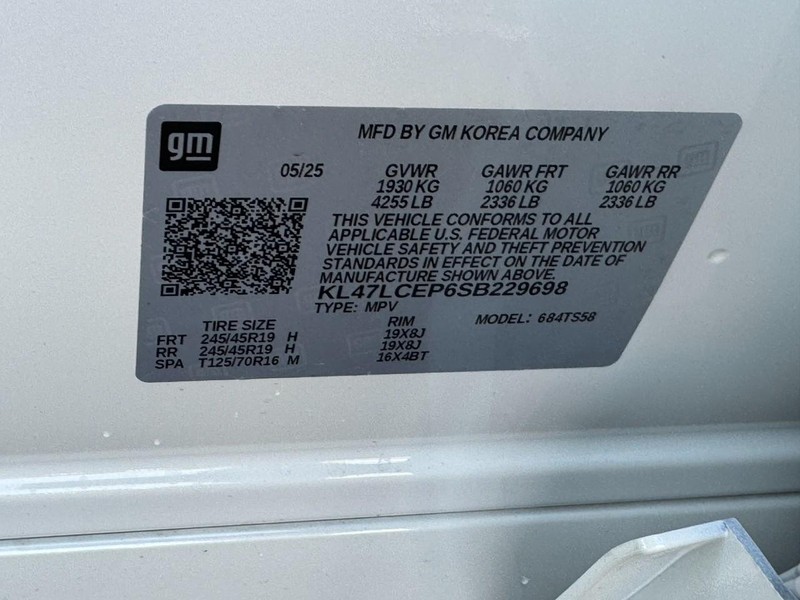 gm
MFD BY GM KOREA COMPANY
05/25 GVWR GAWR FRT GAWR RR
1930 KG 1060 KG 1060 KG
4255 LB 2336 LB 2336 LB
THIS VEHICLE CONFORMS TO ALL
APPLICABLE U.S. FEDERAL MOTOR
VEHICLE SAFETY AND THEFT PREVENTION
STANDARDS IN EFFECT ON THE DATE OF
MANUFACTURE SHOWN ABOVE.
KL47LCEP6SB229698
TYPE: MPV MODEL: 684TS58
TIRE SIZE RIM
FRT 245/45R19 H 19X8J
RR 245/45R19 H 19X8J
SPA T125/70R16 M 16X4BT